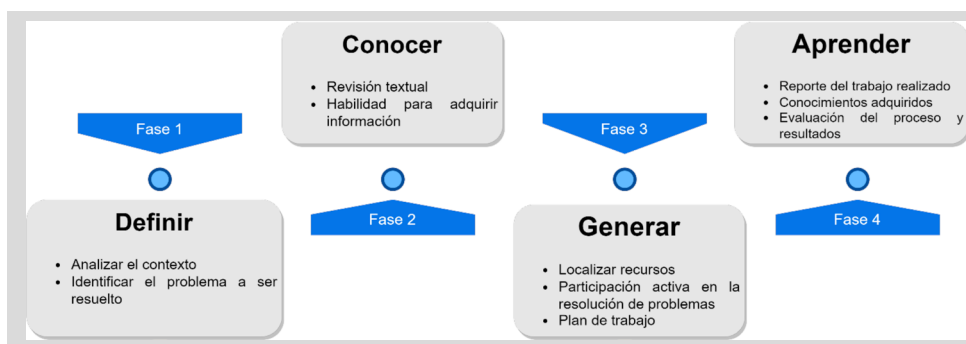 Fase 1
Definir
• Analizar el contexto
• Identificar el problema a ser
resuelto
Conocer
• Revisión textual
• Habilidad para adquirir
información
Fase 2
Fase 3
Generar
• Localizar recursos
• Participación activa en la
resolución de problemas
• Plan de trabajo
Aprender
• Reporte del trabajo realizado
• Conocimientos adquiridos
• Evaluación del proceso y
resultados
Fase 4